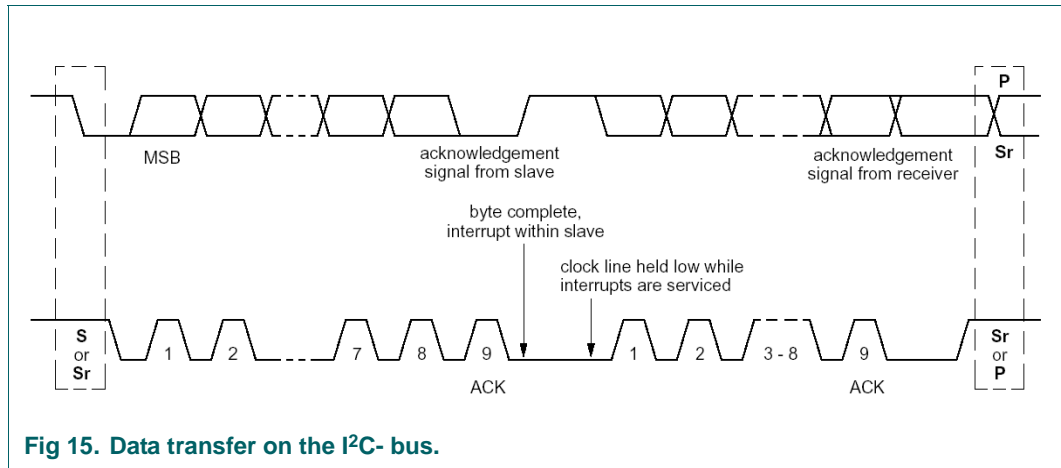 P
Sr
MSB
acknowledgement
signal from slave
acknowledgement
signal from receiver
byte complete,
interrupt within slave
clock line held low while
interrupts are serviced
S
or
Sr
1
2
7
8
9
1
2
3 - 8
9
Sr
or
P
ACK
ACK
Fig 15. Data transfer on the I²C- bus.